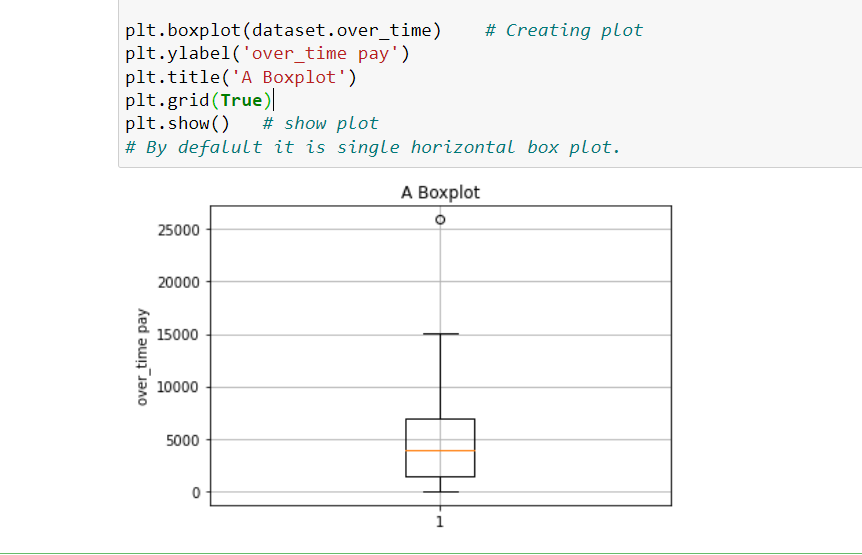 plt.boxplot(dataset.over_time)    # Creating plot
plt.ylabel('over_time pay')
plt.title('A Boxplot')
plt.grid(True)
plt.show()   # show plot
# By defalult it is single horizontal box plot.
A Boxplot
25000
20000
15000
10000
5000
0
over_time pay
1